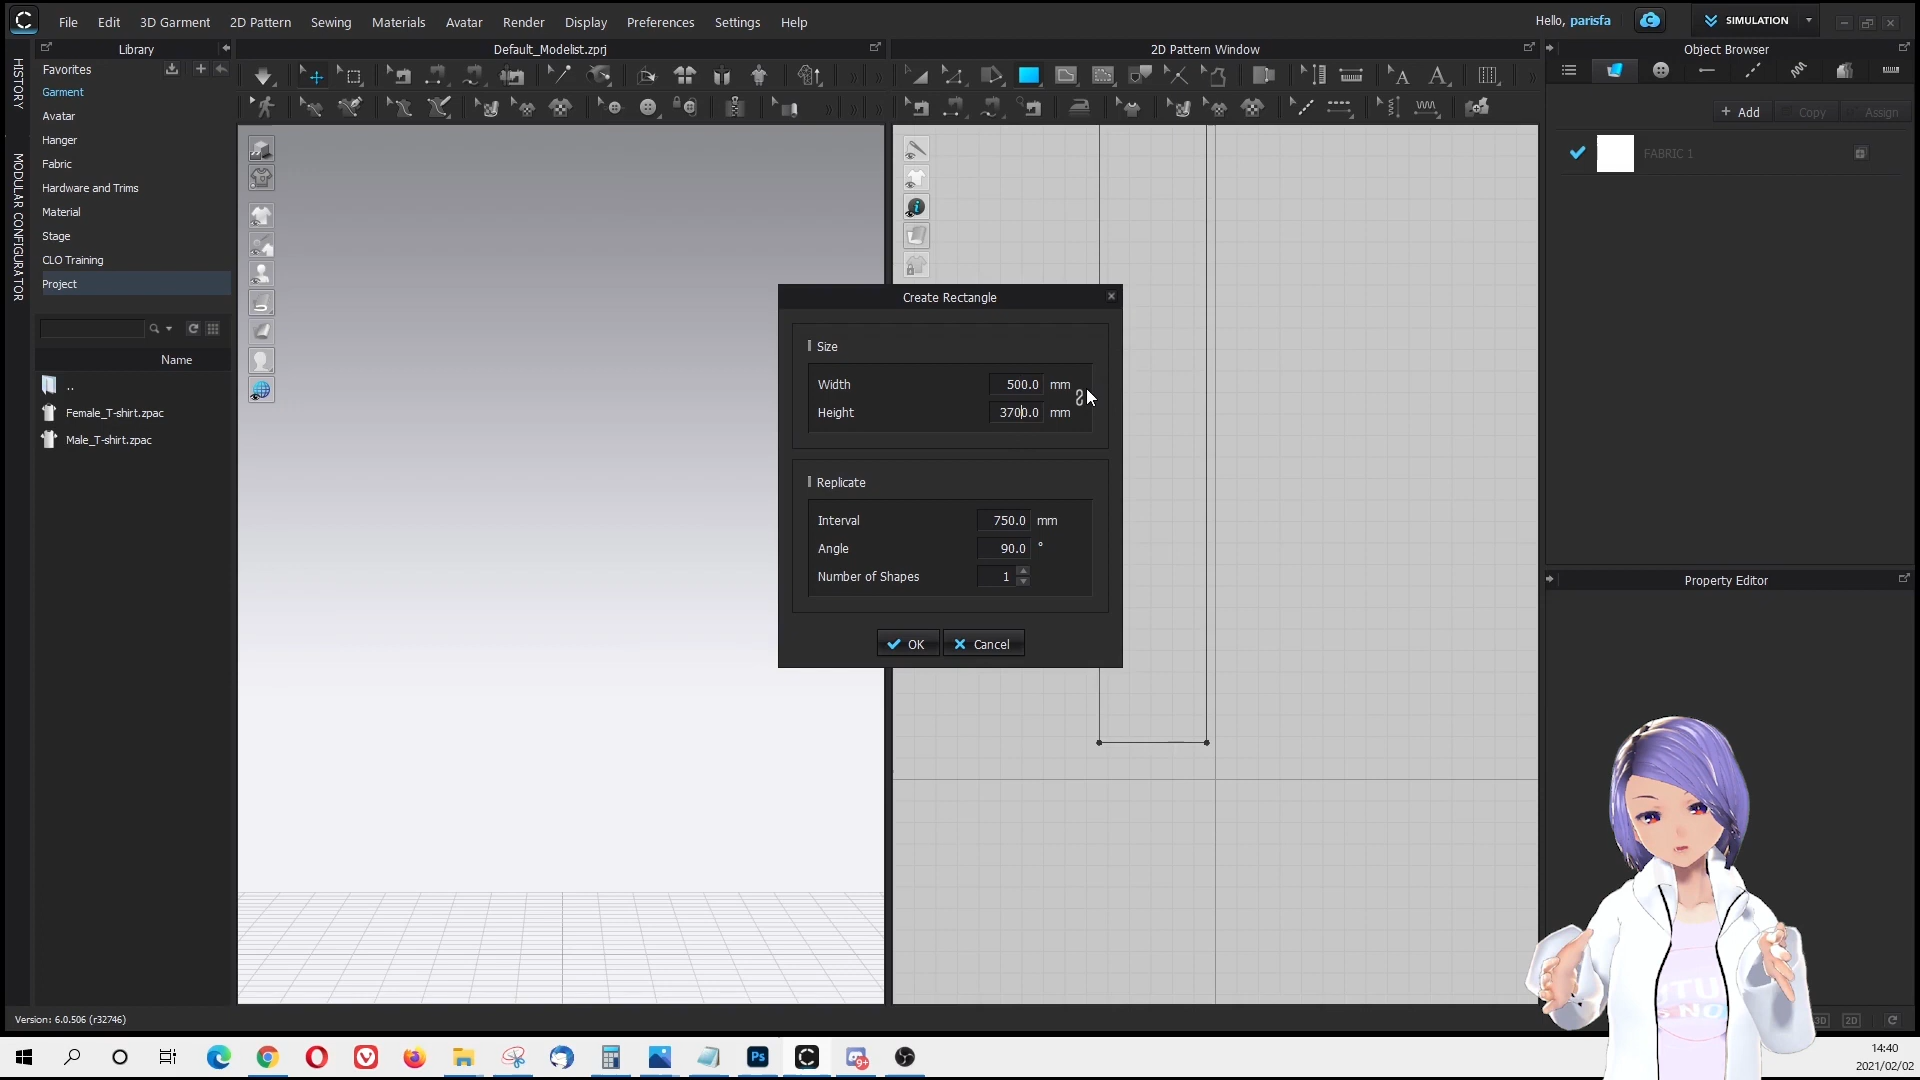 File Edit 3D Garment 2D Pattern Sewing Materials Avatar Render Display Preferences Settings Help
Hello, parisfa
SIMULATION
HISTORY
MODULAR CONFIGURATOR
Library
Default_Modelist.zprj
2D Pattern Window
Object Browser
Favorites
Garment
Avatar
Hanger
Fabric
Hardware and Trims
Material
Stage
CLO Training
Project
Name
..
Female_T-shirt.zpac
Male_T-shirt.zpac
Create Rectangle
Size
Width 500.0 mm
Height 3700.0 mm
Replicate
Interval 750.0 mm
Angle 90.0 °
Number of Shapes 1
OK Cancel
+ Add Copy Assign
FABRIC 1
Property Editor
3D 2D
Version: 6.0.506 (r32746)
Ps
9+
14:40
2021/02/02